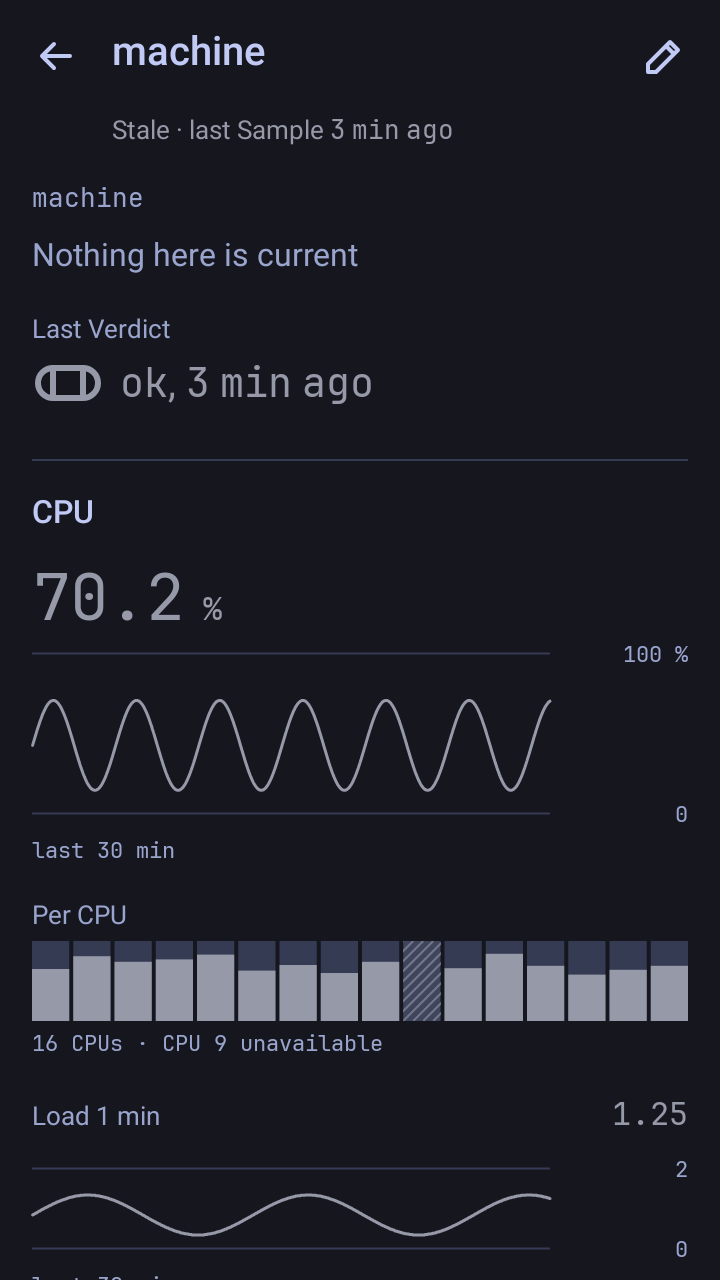 machine
Stale · last Sample 3 min ago
machine
Nothing here is current
Last Verdict
ok, 3 min ago
CPU
70.2 %
100 %
0
last 30 min
Per CPU
16 CPUs · CPU 9 unavailable
Load 1 min
1.25
2
0